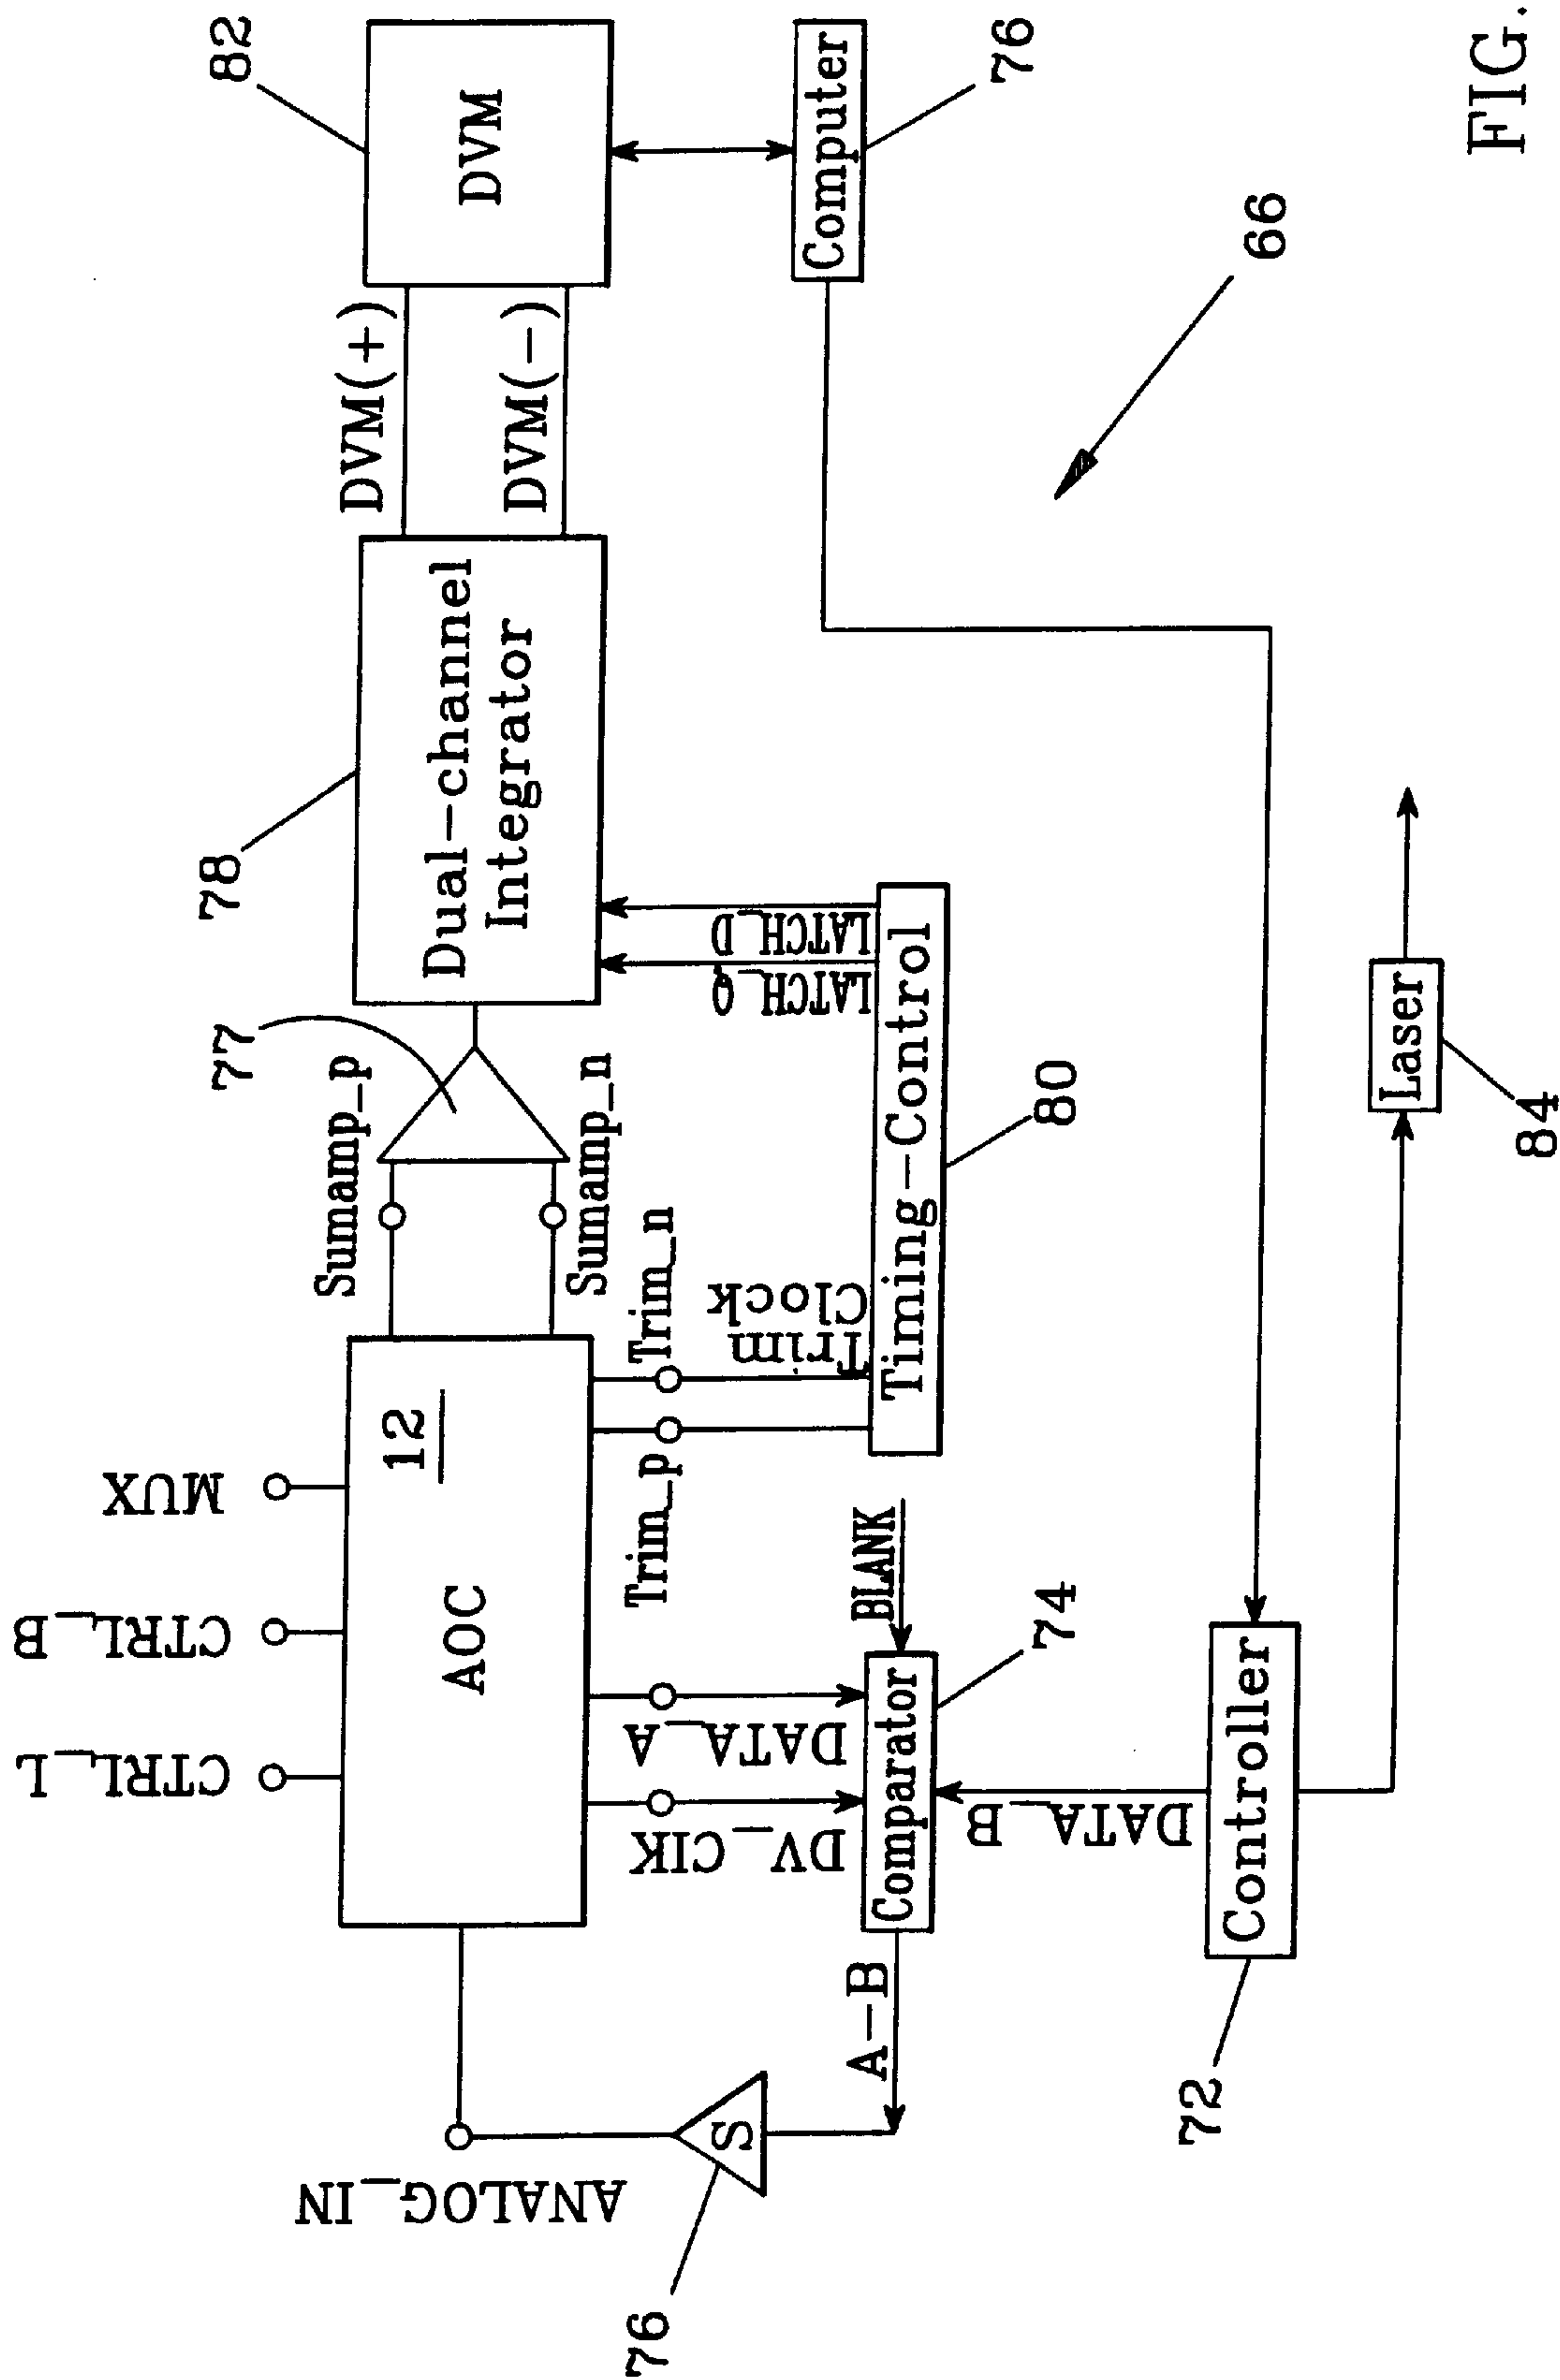 82
DVM
DVM(+)
DVM(-)
76
Computer
78
Dual-channel
Integrator
77
Sumamp_p
Sumamp_n
LATCH_Q
LATCH_D
Timing-Control
80
Trim
Clock
Trim_n
Trim_p
MUX
CTRL_B
CTRL_L
12
AOC
DATA_A
DV_CIK
BLANK
Comparator
74
A-B
S
76
ANALOG_IN
DATA_B
Controller
72
Laser
84
66
FIG.